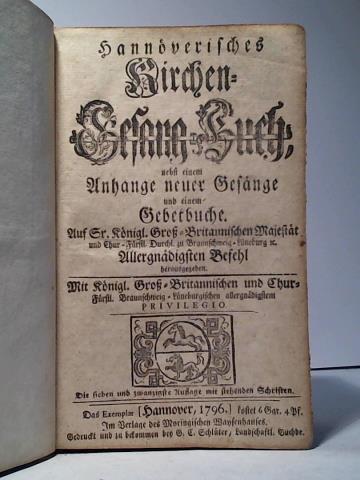 Hannöverisches
Kirchen-
Gesang-Buch,
nebst einem
Anhange neuer Gesänge
und einem
Gebetbuche.
Auf Sr. Königl. Groß-Britannischen Majestät
und Chur-Fürstl. Durchl. zu Braunschweig-Lüneburg ꝛc.
Allergnädigsten Befehl
herausgegeben.
Mit Königl. Groß-Britannischen und Chur-
Fürstl. Braunschweig-Lüneburgischen allergnädigstem
PRIVILEGIO.
Die sieben und zwanzigste Auflage mit stehenden Schriften.
Das Exemplar (Hannover, 1796.) kostet 6 Ggr. 4 Pf.
Im Verlage des Moringischen Waysenhauses.
Gedruckt und zu bekommen bey G. C. Schlüter, Landschaftl. Buchdr.